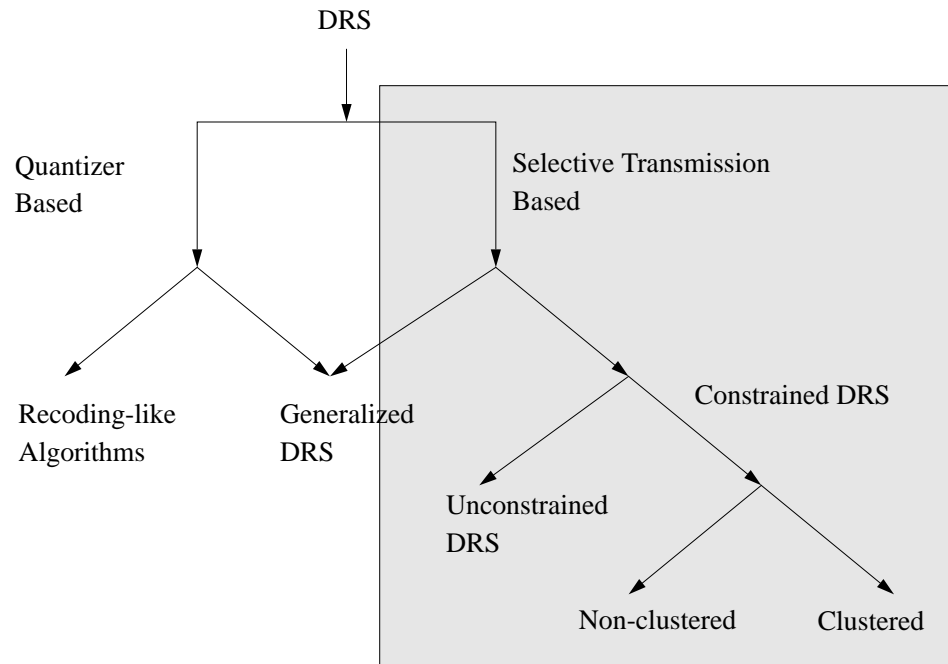 DRS
Quantizer
Based
Selective Transmission
Based
Recoding-like
Algorithms
Generalized
DRS
Constrained DRS
Unconstrained
DRS
Non-clustered
Clustered